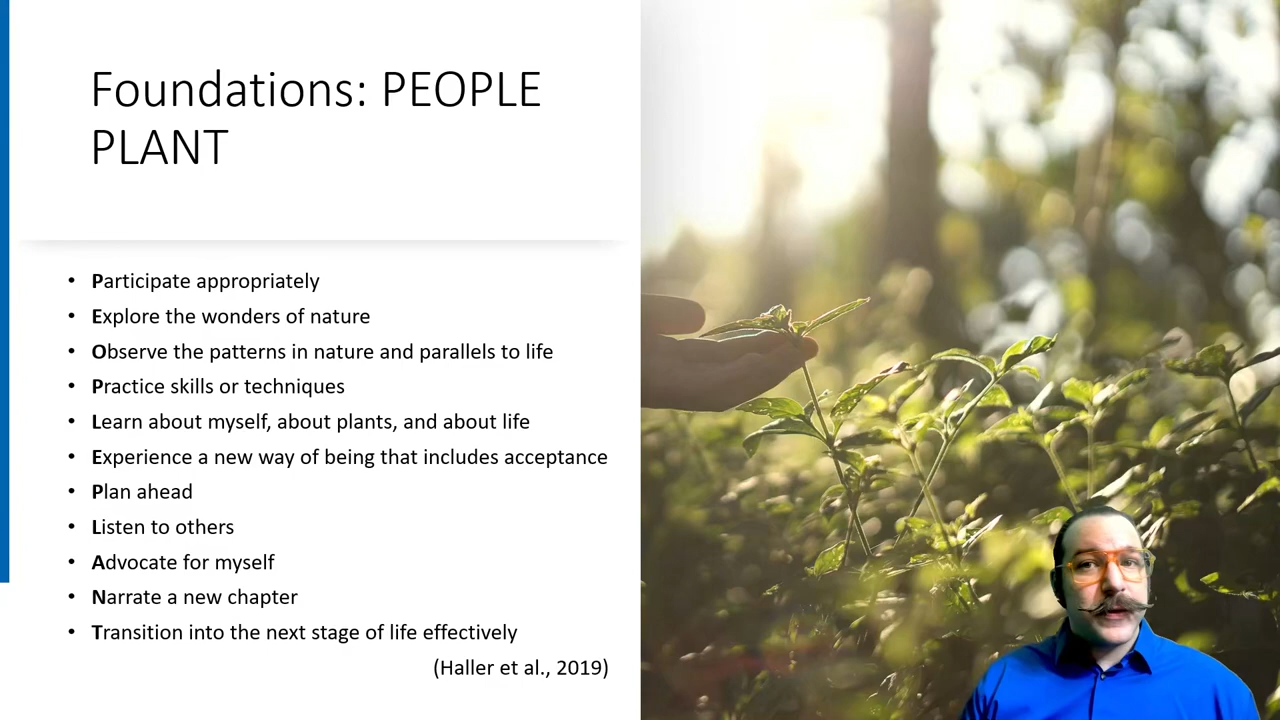 Foundations: PEOPLE
PLANT
• Participate appropriately
• Explore the wonders of nature
• Observe the patterns in nature and parallels to life
• Practice skills or techniques
• Learn about myself, about plants, and about life
• Experience a new way of being that includes acceptance
• Plan ahead
• Listen to others
• Advocate for myself
• Narrate a new chapter
• Transition into the next stage of life effectively
(Haller et al., 2019)